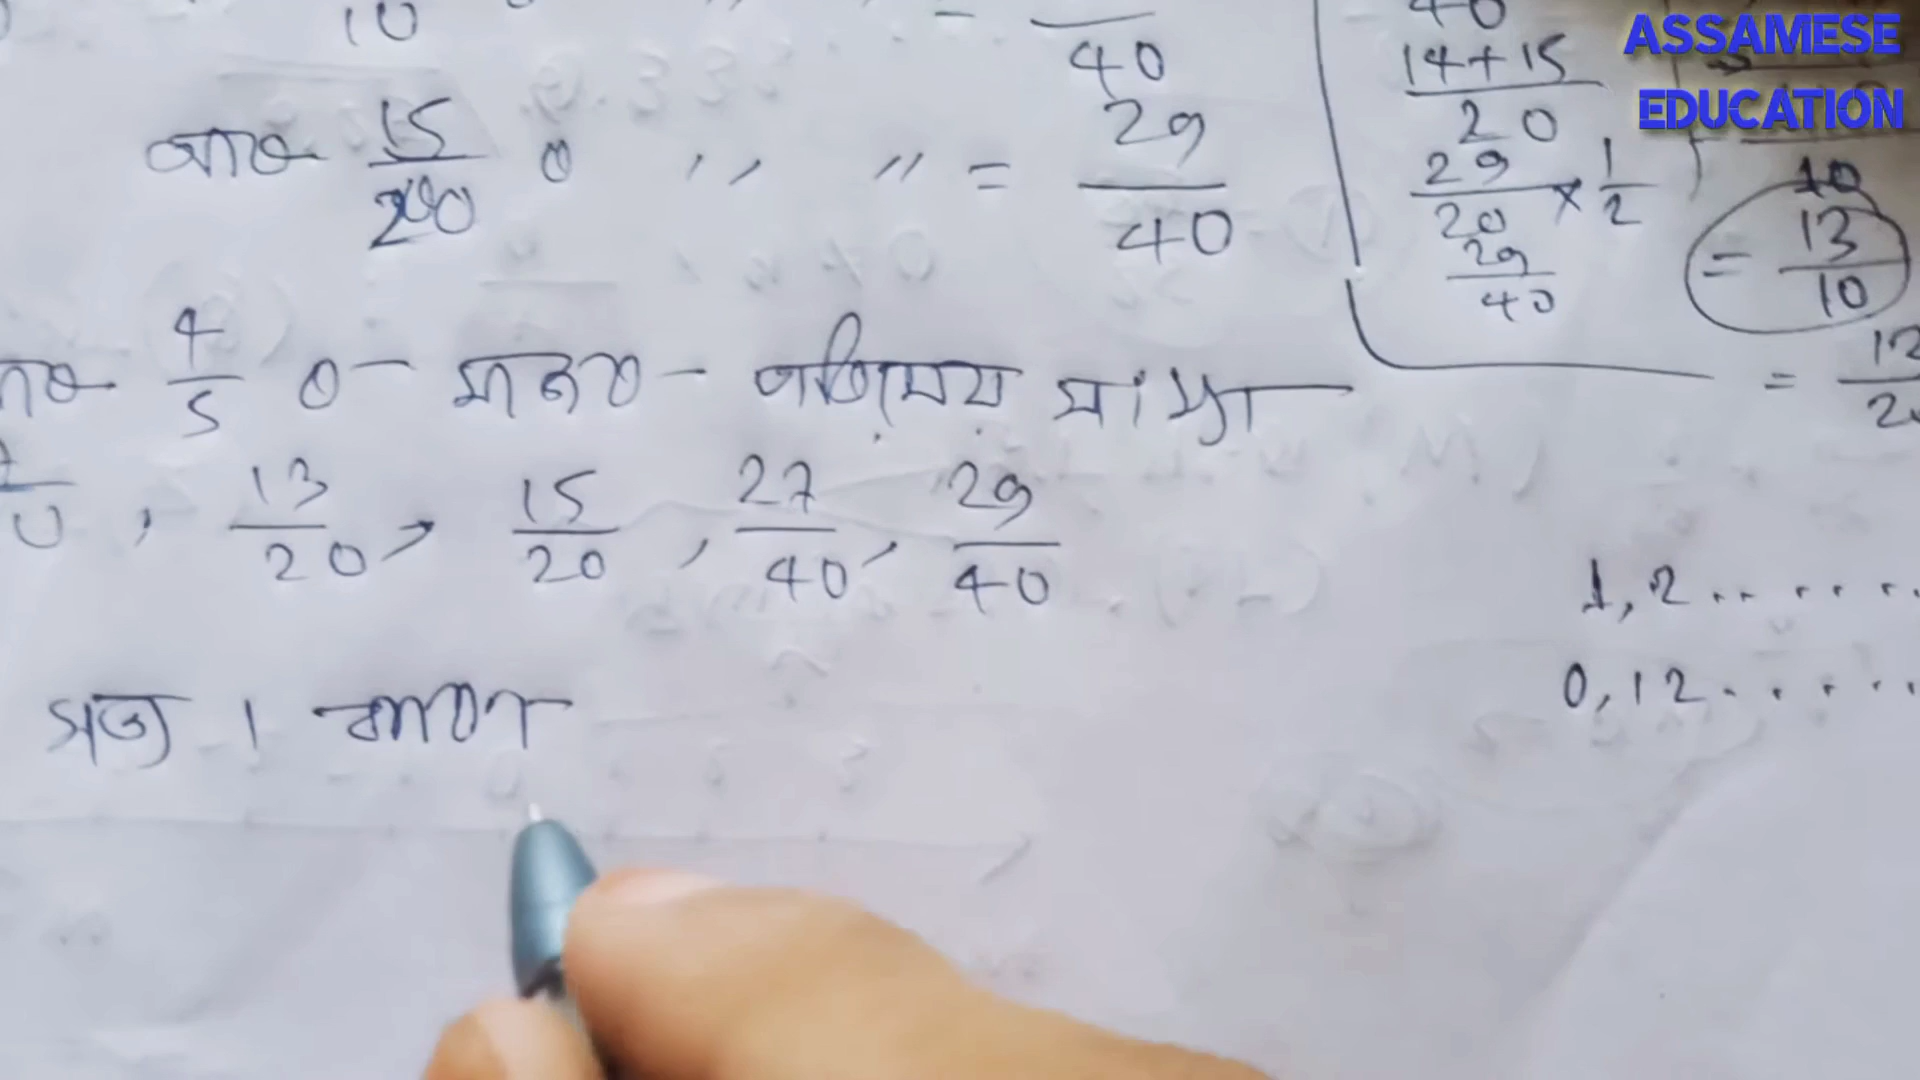 ASSAMESE
EDUCATION
10
40
আৰু 15/20 ৰ ,, ,, = 29/40
40
14+15/20
29/20 × 1/2
29/40
10
= 13/10
4/5 ৰ মাজৰ পৰিমেয় সংখ্যা
13/20, 15/20, 27/40, 29/40
1, 2 . . . . . .
0, 1 2 . . . . . .
সত্য । কাৰণ